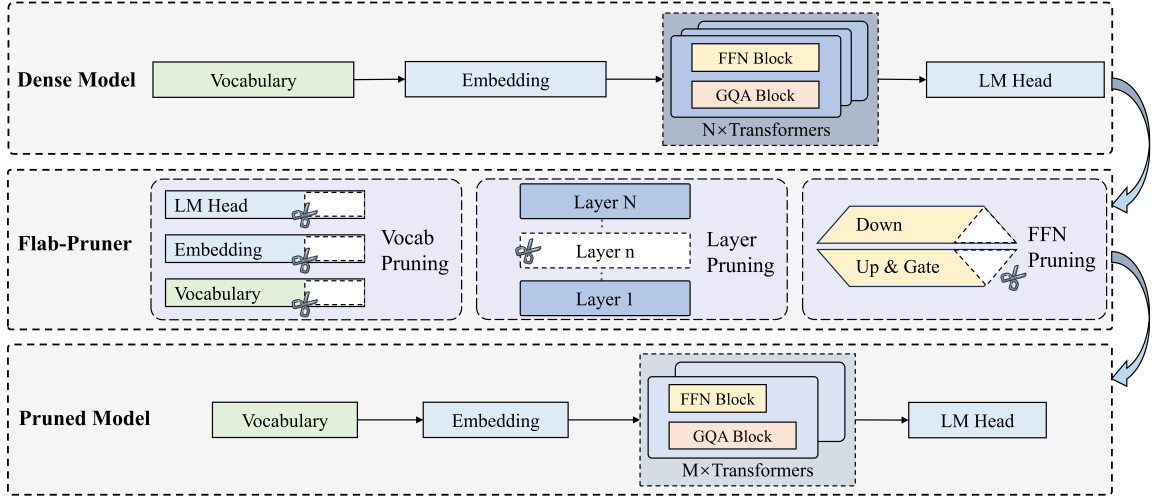 Dense Model
Vocabulary
Embedding
FFN Block
GQA Block
N×Transformers
LM Head
Flab-Pruner
LM Head
Embedding
Vocabulary
Vocab
Pruning
Layer N
Layer n
Layer 1
Layer
Pruning
Down
Up & Gate
FFN
Pruning
Pruned Model
Vocabulary
Embedding
FFN Block
GQA Block
M×Transformers
LM Head